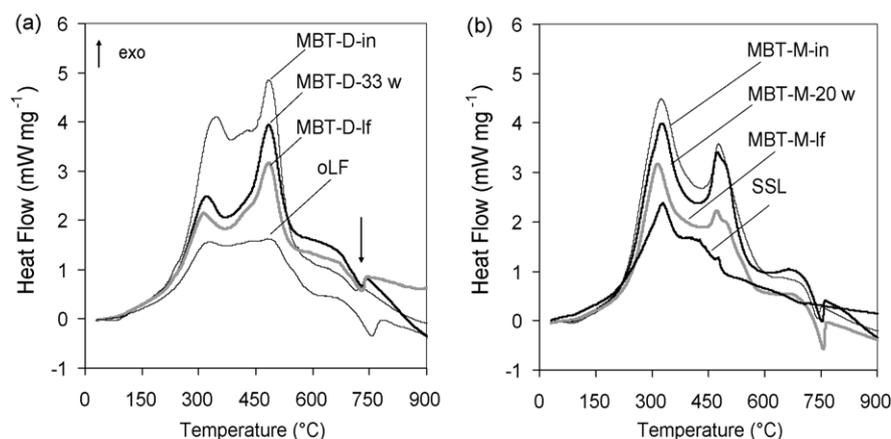 (a)
exo
MBT-D-in
MBT-D-33 w
MBT-D-lf
oLF
Heat Flow (mW mg-1)
6
5
4
3
2
1
0
-1
0 150 300 450 600 750 900
Temperature (°C)
(b)
MBT-M-in
MBT-M-20 w
MBT-M-lf
SSL
Heat Flow (mW mg-1)
6
5
4
3
2
1
0
-1
0 150 300 450 600 750 900
Temperature (°C)